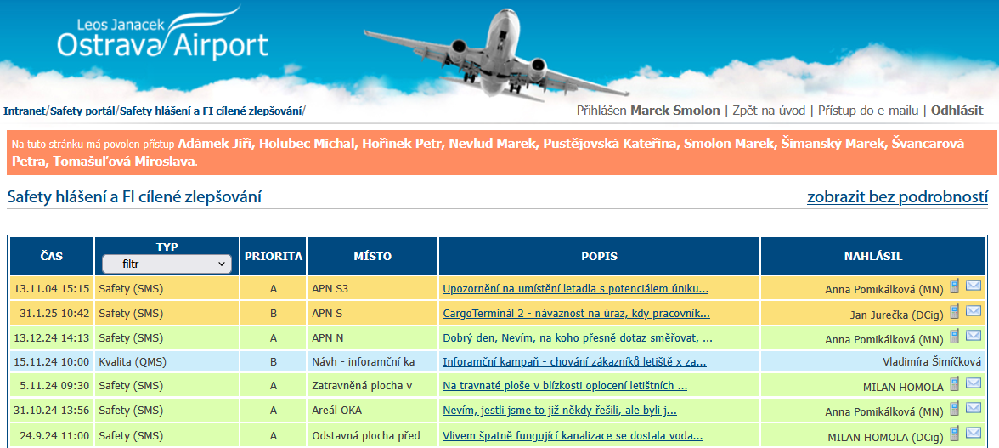 Leos Janacek
Ostrava Airport
Intranet/Safety portál/Safety hlášení a FI cílené zlepšování/
Přihlášen Marek Smolon | Zpět na úvod | Přístup do e-mailu | Odhlásit
Na tuto stránku má povolen přístup Adámek Jiří, Holubec Michal, Hořínek Petr, Nevlud Marek, Pustějovská Kateřina, Smolon Marek, Šimanský Marek, Švancarová
Petra, Tomašuľová Miroslava.
Safety hlášení a FI cílené zlepšování zobrazit bez podrobností
ČAS TYP PRIORITA MÍSTO POPIS NAHLÁSIL
--- filtr ---
13.11.04 15:15 Safety (SMS) A APN S3 Upozornění na umístění letadla s potenciálem úniku... Anna Pomikálková (MN)
31.1.25 10:42 Safety (SMS) B APN S CargoTerminál 2 - návaznost na úraz, kdy pracovník... Jan Jurečka (DCig)
13.12.24 14:13 Safety (SMS) A APN N Dobrý den, Nevím, na koho přesně dotaz směřovat, ... Anna Pomikálková (MN)
15.11.24 10:00 Kvalita (QMS) B Návh - inforamční ka Inforamční kampaň - chování zákazníků letiště x za... Vladimíra Šimíčková
5.11.24 09:30 Safety (SMS) A Zatravněná plocha v Na travnaté ploše v blízkosti oplocení letištních ... MILAN HOMOLA
31.10.24 13:56 Safety (SMS) A Areál OKA Nevím, jestli jsme to již někdy řešili, ale byli j... Anna Pomikálková (MN)
24.9.24 11:00 Safety (SMS) A Odstavná plocha před Vlivem špatně fungující kanalizace se dostala voda... MILAN HOMOLA (DCig)